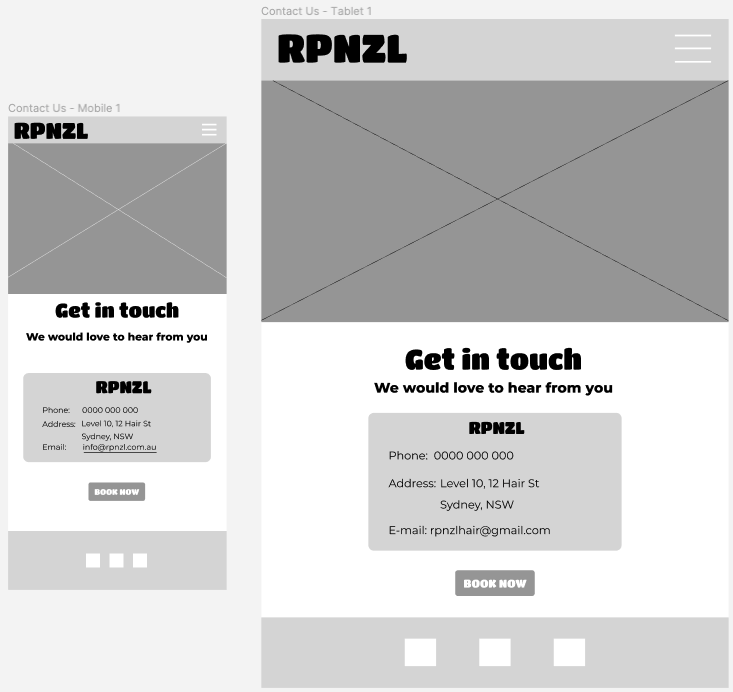 Contact Us - Mobile 1
RPNZL
Get in touch
We would love to hear from you
RPNZL
Phone: 0000 000 000
Address: Level 10, 12 Hair St
Sydney, NSW
Email: info@rpnzl.com.au
BOOK NOW
Contact Us - Tablet 1
RPNZL
Get in touch
We would love to hear from you
RPNZL
Phone: 0000 000 000
Address: Level 10, 12 Hair St
Sydney, NSW
E-mail: rpnzlhair@gmail.com
BOOK NOW